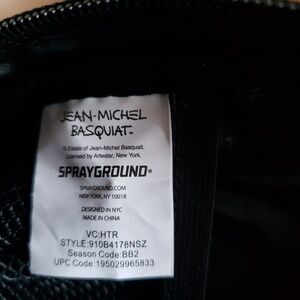 JEAN-MICHEL
BASQUIAT.
© Estate of Jean-Michel Basquiat.
Licensed by Artestar, New York.
SPRAYGROUND®
SPRAYGROUND.COM
NEW YORK, NY 10018
DESIGNED IN NYC
MADE IN CHINA
VC:HTR
STYLE:910B4178NSZ
Season Code:BB2
UPC Code:195029965833